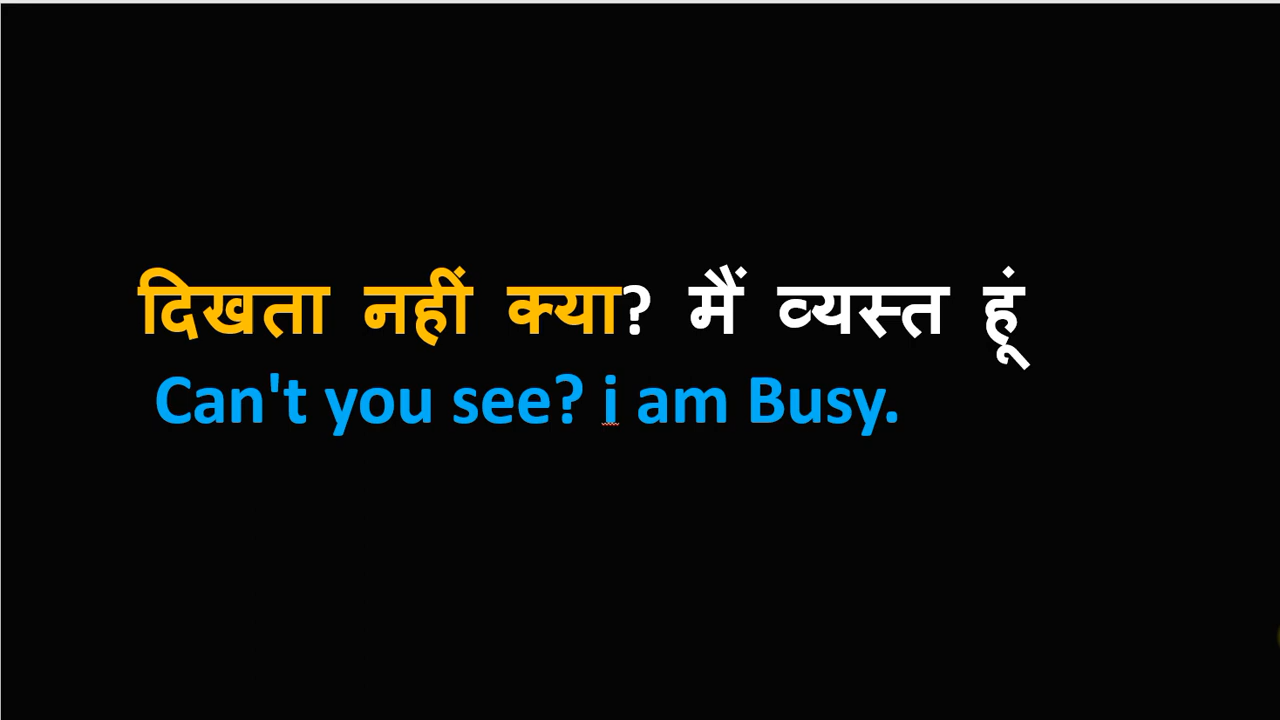 दिखता नहीं क्या? मैं व्यस्त हूं
Can't you see? i am Busy.